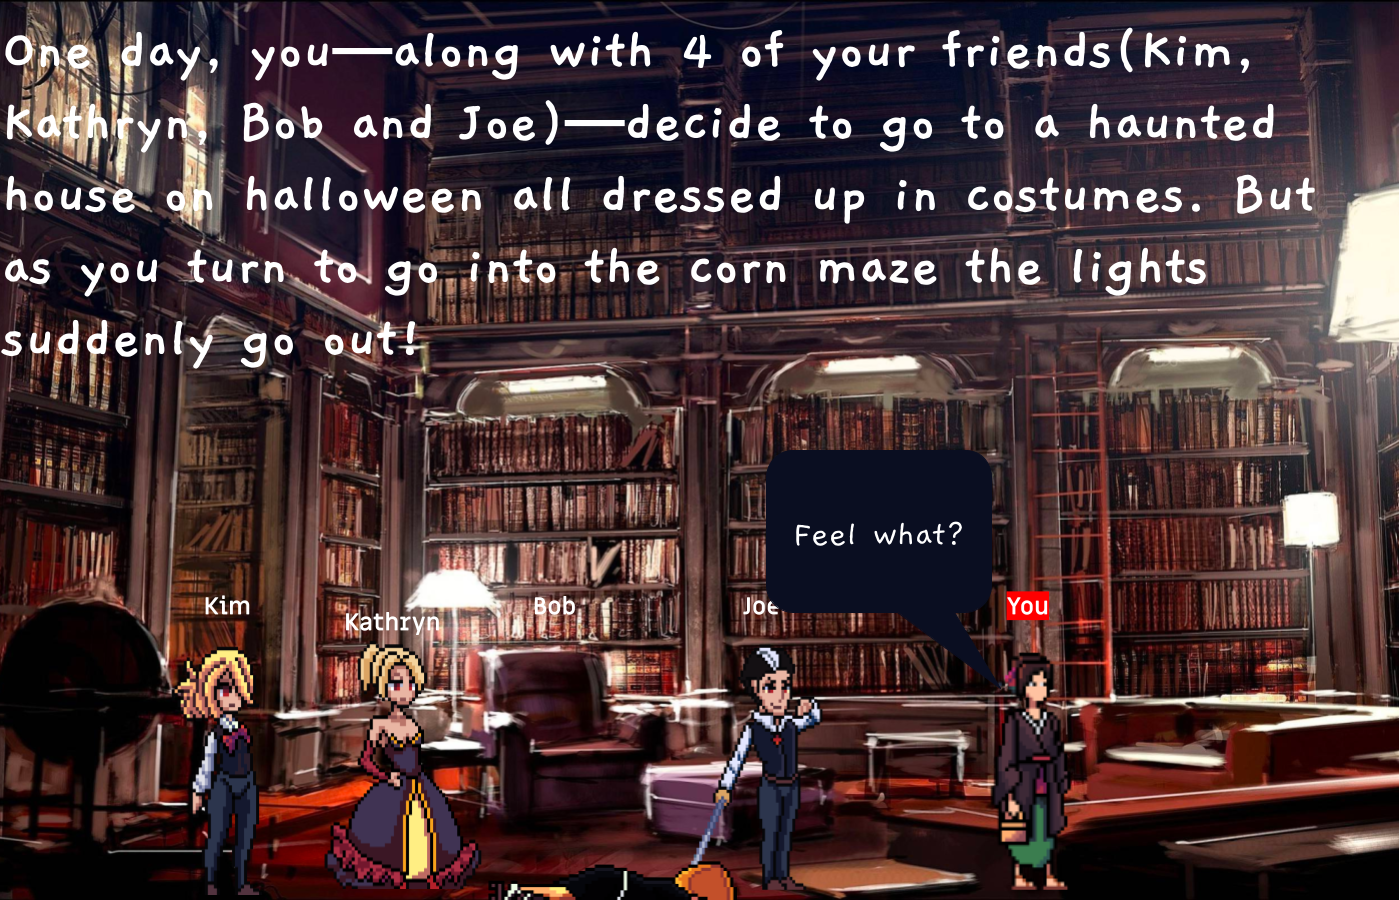 One day, you——along with 4 of your friends(Kim,
Kathryn, Bob and Joe)——decide to go to a haunted
house on halloween all dressed up in costumes. But
as you turn to go into the corn maze the lights
suddenly go out!
Feel what?
Kim
Kathryn
Bob
Joe
You